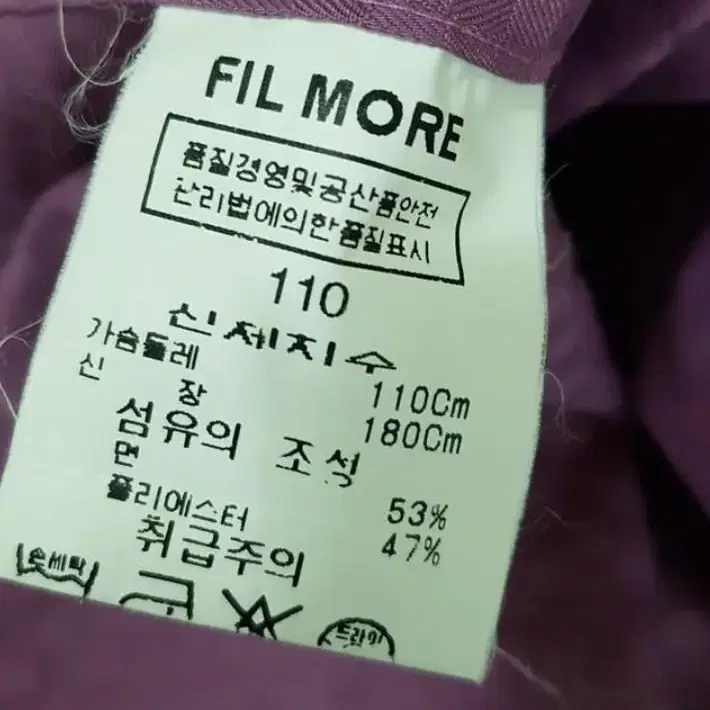 FIL MORE
품질경영및공산품안전
관리법에의한품질표시
110
신체치수
가슴둘레 110Cm
신 장 180Cm
섬유의 조성
면 53%
폴리에스터 47%
취급주의
손세탁
드라이